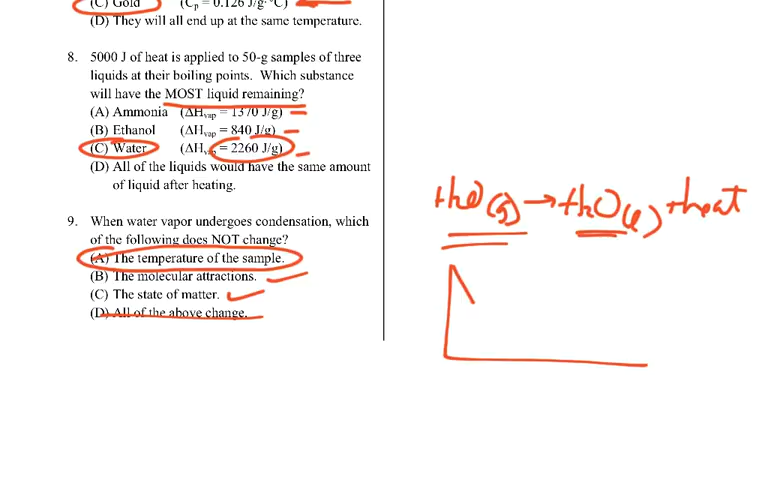 (C) Gold (Cp = 0.126 J/g·°C)
(D) They will all end up at the same temperature.
8. 5000 J of heat is applied to 50-g samples of three
liquids at their boiling points. Which substance
will have the MOST liquid remaining?
(A) Ammonia (ΔHvap = 1370 J/g)
(B) Ethanol (ΔHvap = 840 J/g)
(C) Water (ΔHvap = 2260 J/g)
(D) All of the liquids would have the same amount
of liquid after heating.
9. When water vapor undergoes condensation, which
of the following does NOT change?
(A) The temperature of the sample.
(B) The molecular attractions.
(C) The state of matter.
(D) All of the above change.
H2O(g) → H2O(l) + heat